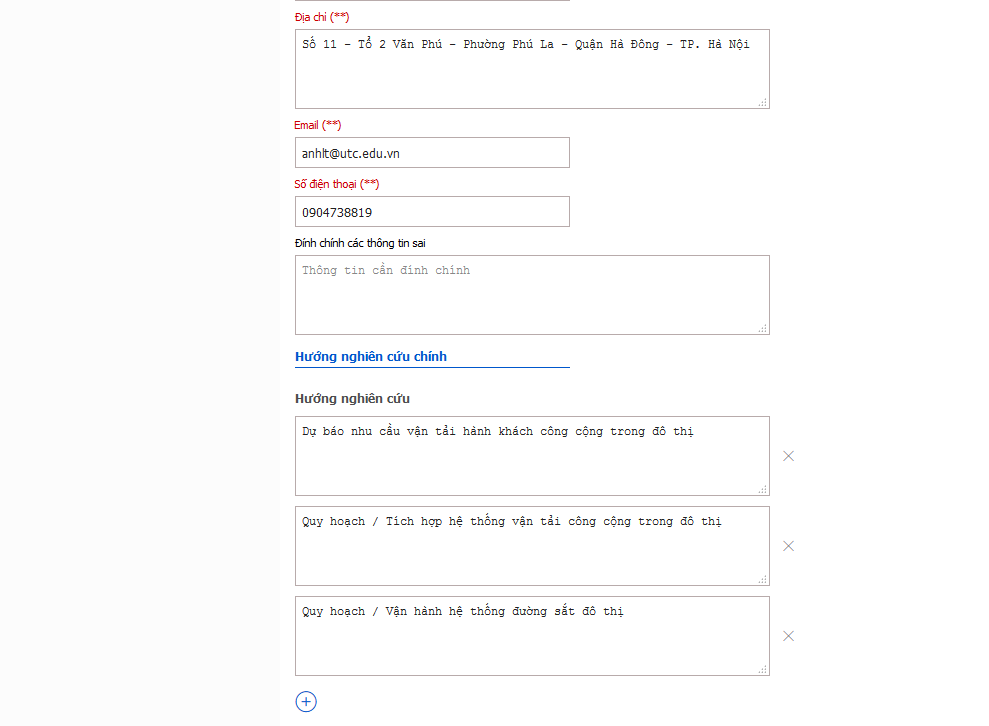 Địa chỉ (**)
Số 11 - Tổ 2 Văn Phú - Phường Phú La - Quận Hà Đông - TP. Hà Nội
Email (**)
anhlt@utc.edu.vn
Số điện thoại (**)
0904738819
Đính chính các thông tin sai
Thông tin cần đính chính
Hướng nghiên cứu chính
Hướng nghiên cứu
Dự báo nhu cầu vận tải hành khách công cộng trong đô thị
Quy hoạch / Tích hợp hệ thống vận tải công cộng trong đô thị
Quy hoạch / Vận hành hệ thống đường sắt đô thị